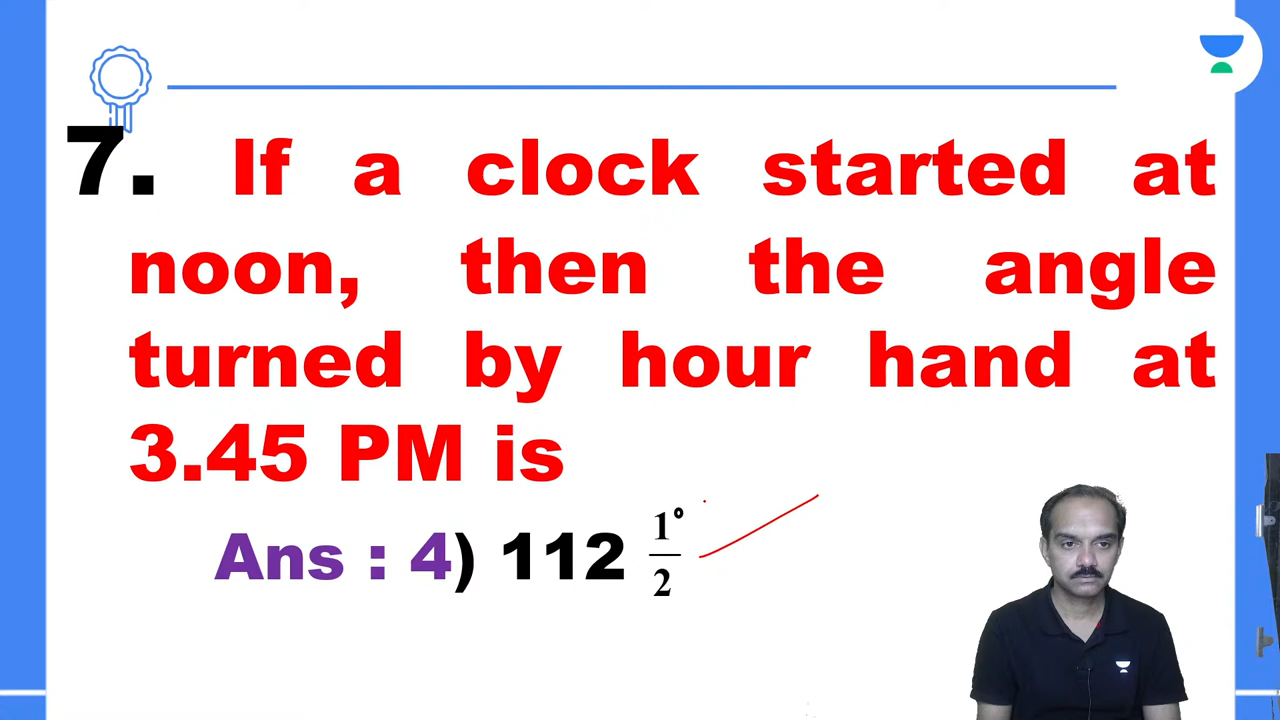 7. If a clock started at
noon, then the angle
turned by hour hand at
3.45 PM is
Ans : 4) 112 1/2°